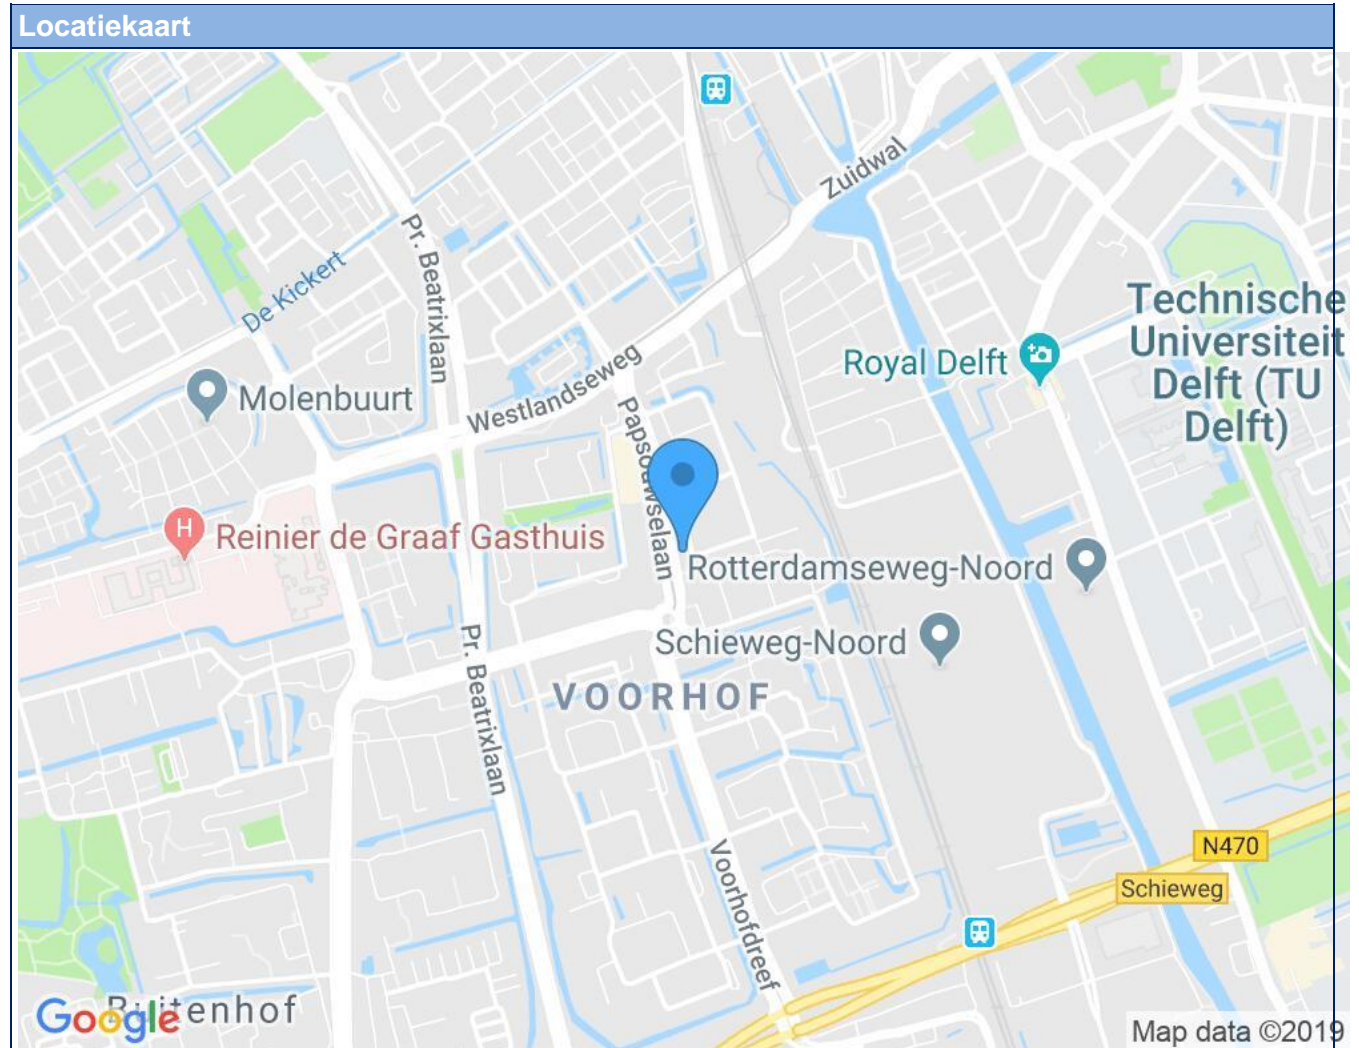 Locatiekaart
Zuidwal
Pr. Beatrixlaan
De Kickert
Technische
Universiteit
Delft (TU
Delft)
Royal Delft
Molenbuurt
Westlandseweg
Papsouwselaan
H
Reinier de Graaf Gasthuis
Rotterdamseweg-Noord
Schieweg-Noord
Pr. Beatrixlaan
VOORHOF
N470
Voorhofdreef
Schieweg
Buitenhof
Google
Map data ©2019